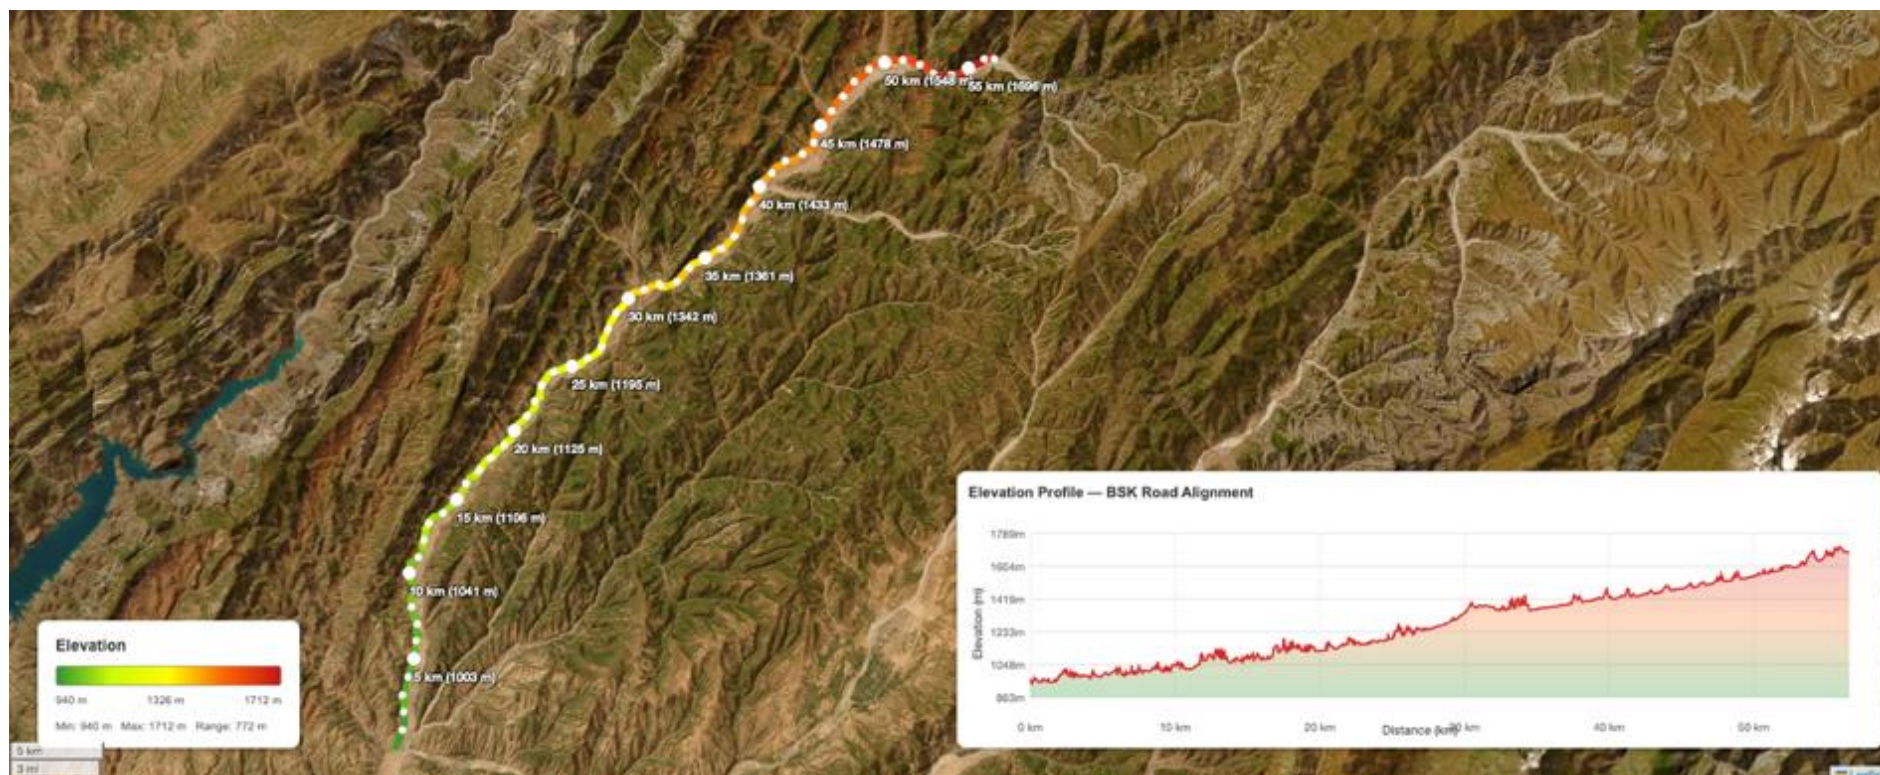 50 km (1548 m)
55 km (1696 m)
45 km (1478 m)
40 km (1433 m)
35 km (1361 m)
30 km (1342 m)
25 km (1195 m)
20 km (1125 m)
15 km (1106 m)
10 km (1041 m)
5 km (1003 m)
Elevation
940 m 1326 m 1712 m
Min: 940 m Max: 1712 m Range: 772 m
5 km
3 mi
Elevation Profile — BSK Road Alignment
Elevation (m)
1789m
1604m
1419m
1233m
1048m
863m
0 km 10 km 20 km 30 km 40 km 50 km
Distance (km)